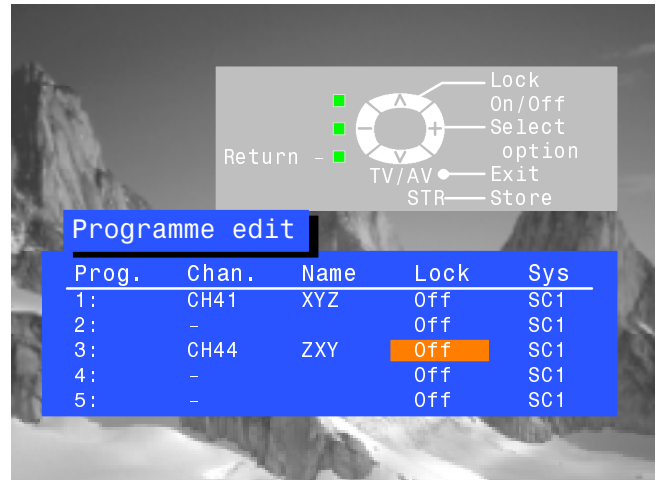 Lock
On/Off
Select
option
Return –
TV/AV Exit
STR Store
Programme edit
Prog. Chan. Name Lock Sys
1: CH41 XYZ Off SC1
2: – Off SC1
3: CH44 ZXY Off SC1
4: – Off SC1
5: – Off SC1